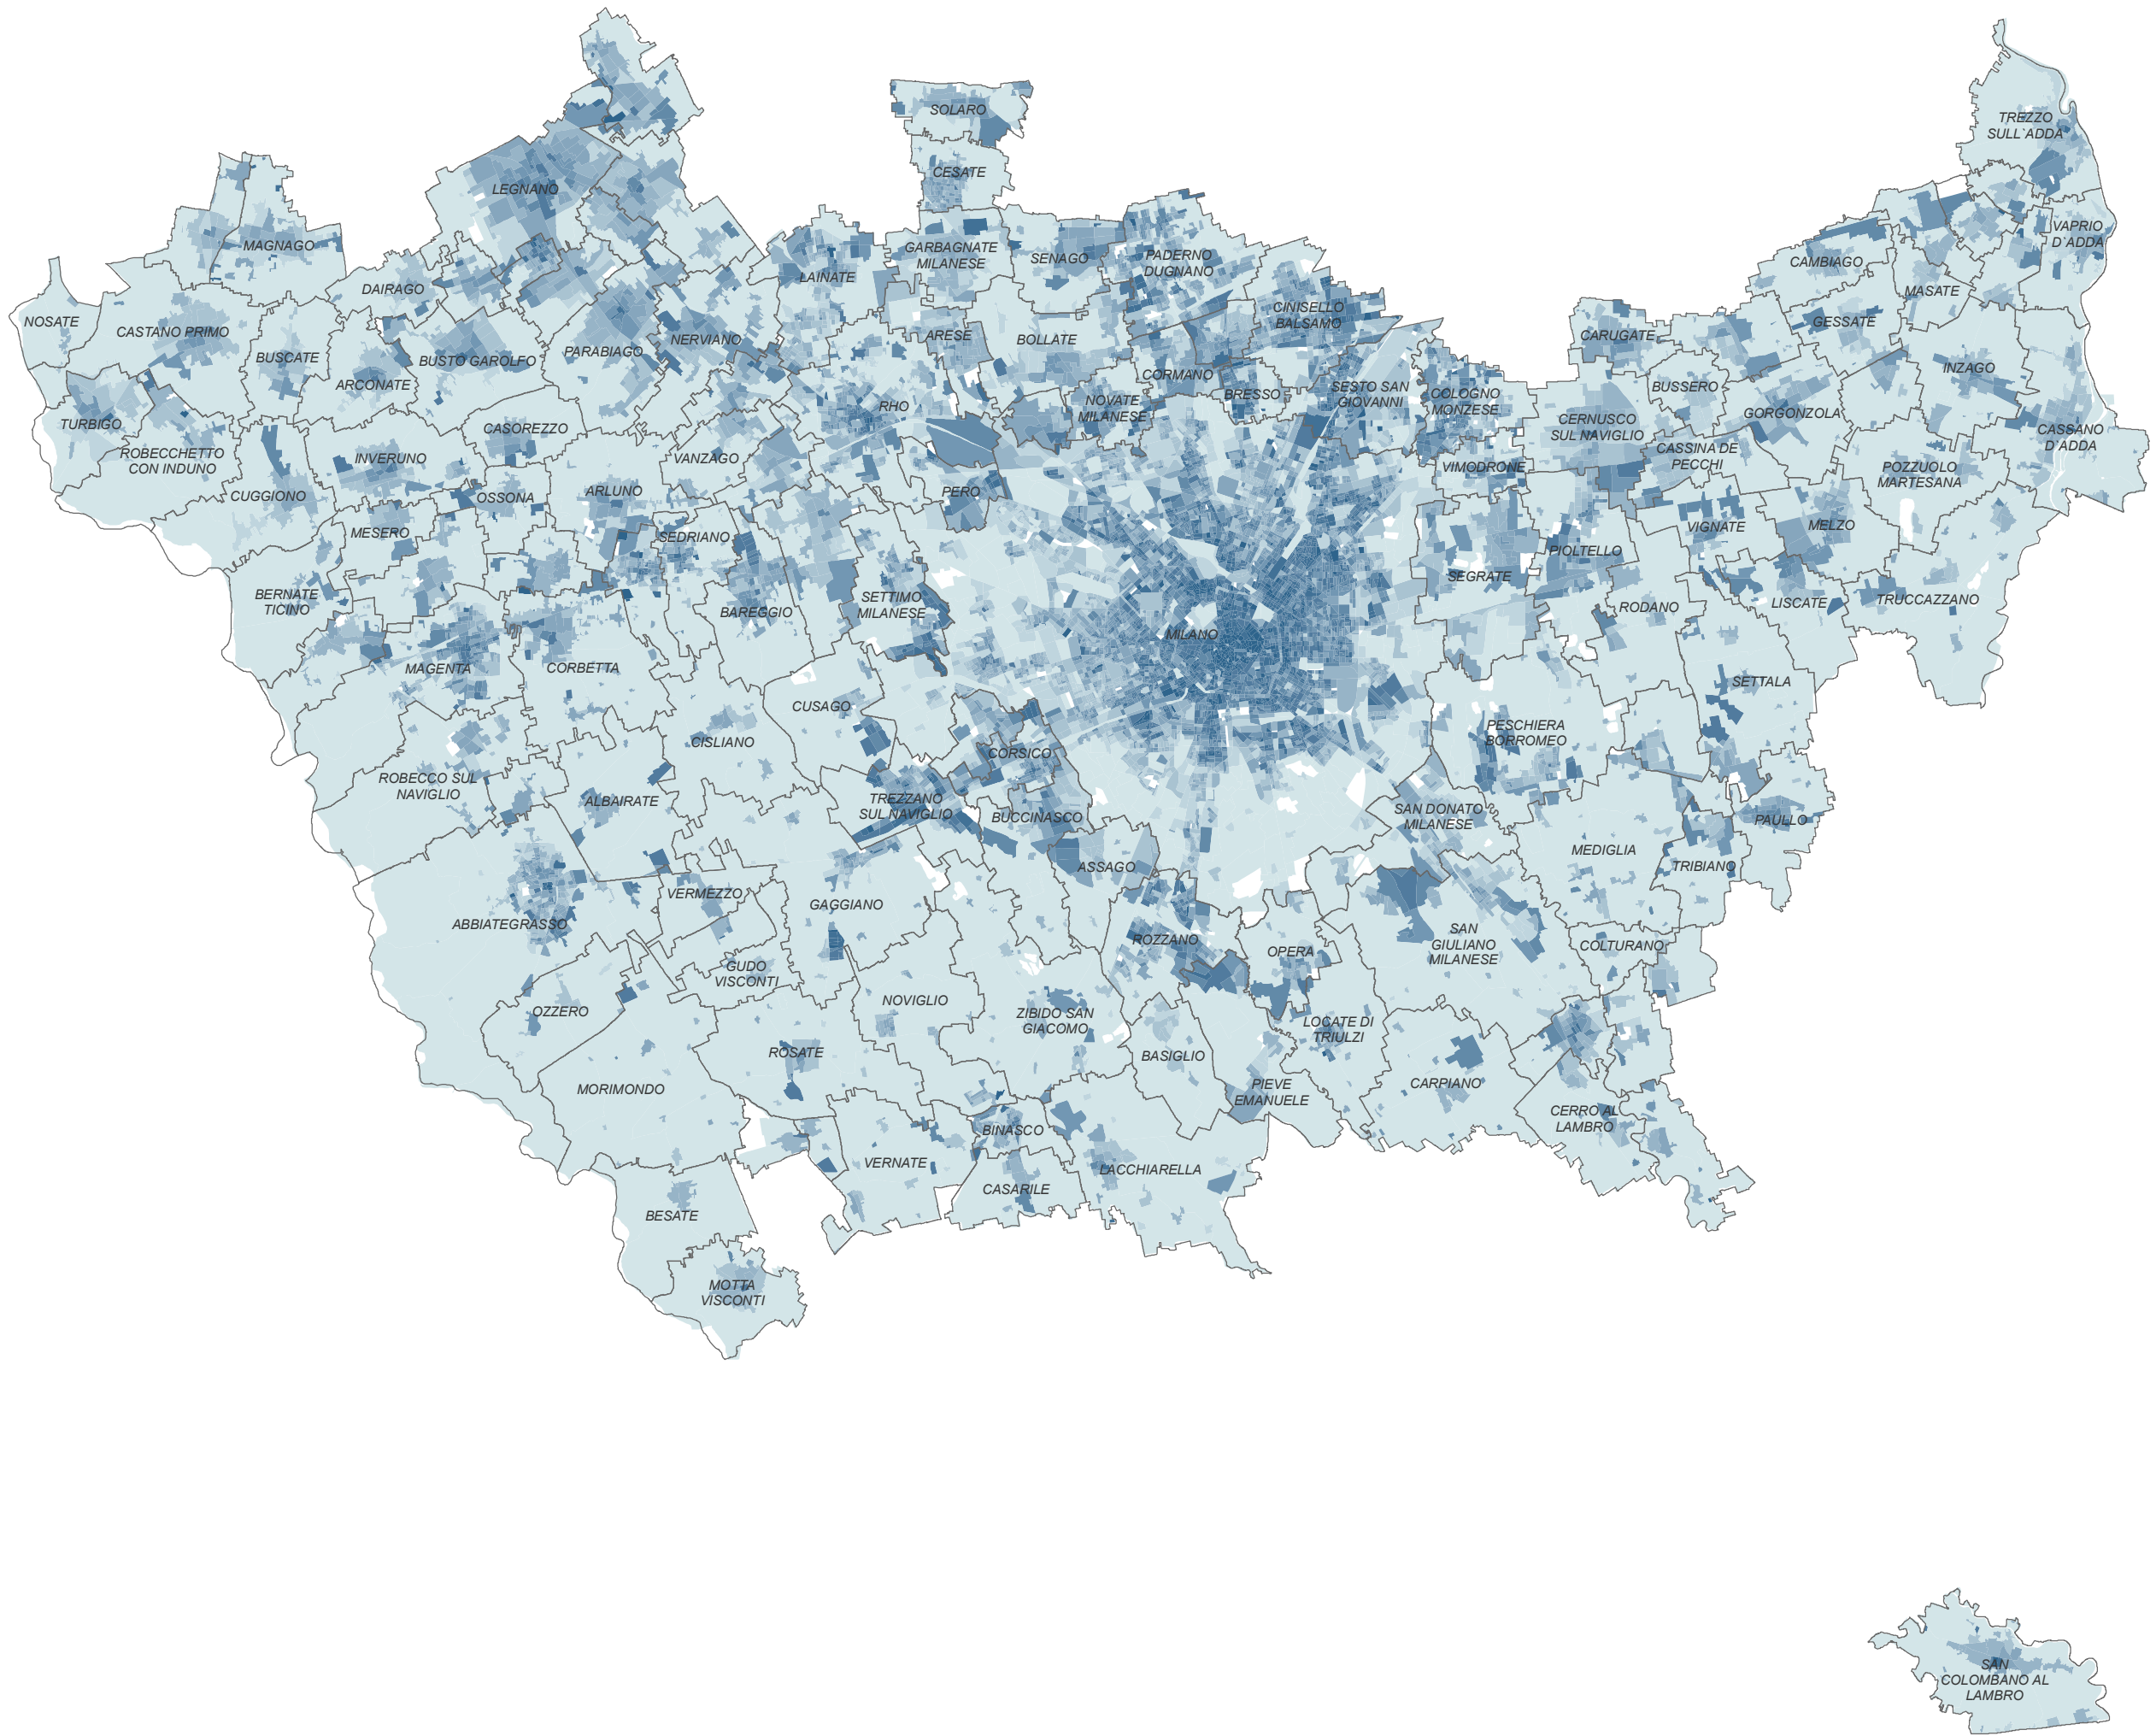 SOLARO
TREZZO
SULL`ADDA
CESATE
LEGNANO
MAGNAGO
GARBAGNATE
MILANESE
SENAGO
PADERNO
DUGNANO
VAPRIO
D`ADDA
LAINATE
CAMBIAGO
DAIRAGO
MASATE
NOSATE
CASTANO PRIMO
CINISELLO
BALSAMO
GESSATE
NERVIANO
ARESE
BOLLATE
CARUGATE
BUSCATE
BUSTO GAROLFO
PARABIAGO
INZAGO
ARCONATE
CORMANO
BRESSO
SESTO SAN
GIOVANNI
COLOGNO
MONZESE
BUSSERO
TURBIGO
RHO
NOVATE
MILANESE
CERNUSCO
SUL NAVIGLIO
GORGONZOLA
CASSANO
D`ADDA
CASOREZZO
ROBECCHETTO
CON INDUNO
INVERUNO
VANZAGO
VIMODRONE
CASSINA DE
PECCHI
POZZUOLO
MARTESANA
CUGGIONO
OSSONA
ARLUNO
PERO
MESERO
SEDRIANO
VIGNATE
MELZO
PIOLTELLO
SEGRATE
BERNATE
TICINO
BAREGGIO
SETTIMO
MILANESE
RODANO
LISCATE
TRUCCAZZANO
MILANO
MAGENTA
CORBETTA
SETTALA
CUSAGO
CISLIANO
CORSICO
PESCHIERA
BORROMEO
ROBECCO SUL
NAVIGLIO
ALBAIRATE
TREZZANO
SUL NAVIGLIO
BUCCINASCO
SAN DONATO
MILANESE
PAULLO
MEDIGLIA
ASSAGO
TRIBIANO
VERMEZZO
GAGGIANO
ABBIATEGRASSO
ROZZANO
OPERA
SAN
GIULIANO
MILANESE
COLTURANO
GUDO
VISCONTI
OZZERO
NOVIGLIO
ZIBIDO SAN
GIACOMO
LOCATE DI
TRIULZI
ROSATE
BASIGLIO
MORIMONDO
PIEVE
EMANUELE
CARPIANO
CERRO AL
LAMBRO
BINASCO
VERNATE
LACCHIARELLA
CASARILE
BESATE
MOTTA
VISCONTI
SAN
COLOMBANO AL
LAMBRO